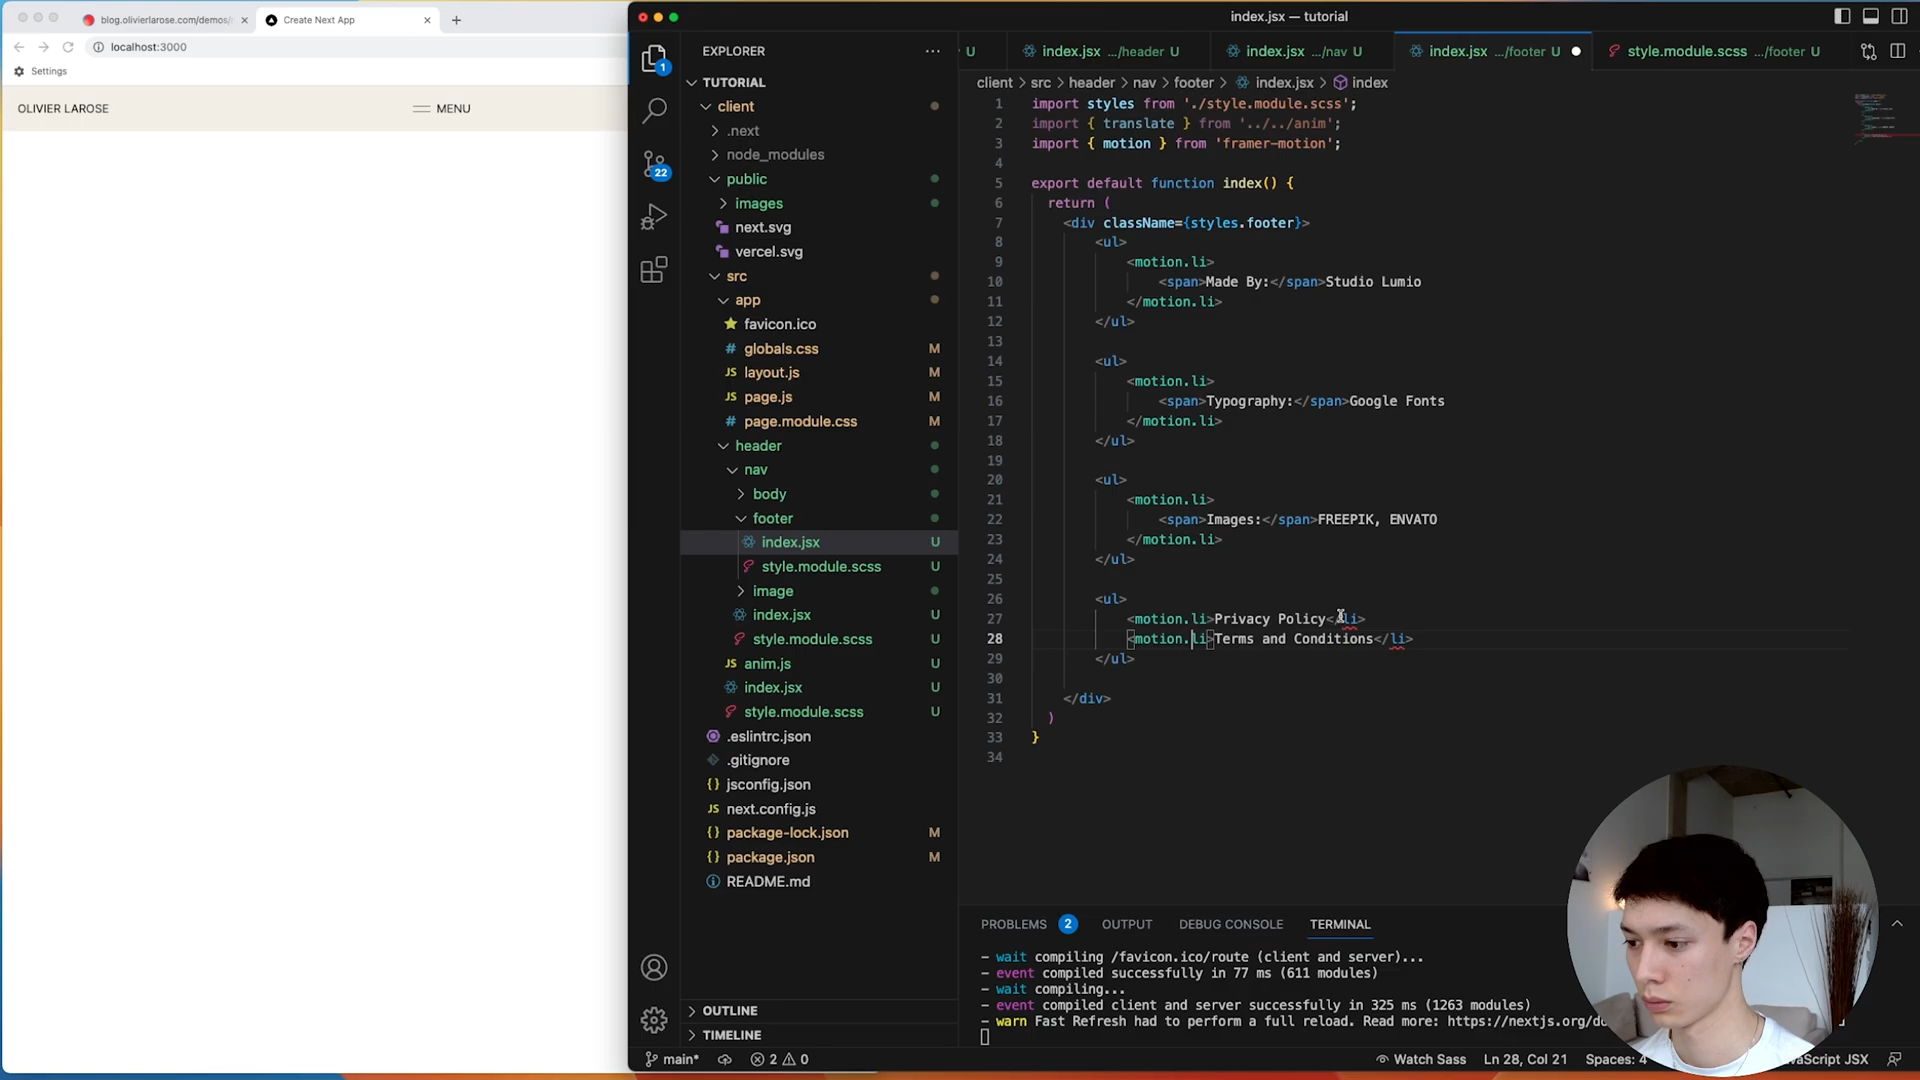 blog.olivierlarose.com/demos/
Create Next App
localhost:3000
Settings
OLIVIER LAROSE
MENU
index.jsx — tutorial
EXPLORER
TUTORIAL
client
.next
node_modules
public
images
next.svg
vercel.svg
src
app
favicon.ico
globals.css M
layout.js M
page.js M
page.module.css M
header
nav
body
footer
index.jsx U
style.module.scss U
image
index.jsx U
style.module.scss U
anim.js U
index.jsx U
style.module.scss U
.eslintrc.json
.gitignore
jsconfig.json
next.config.js
package-lock.json M
package.json M
README.md
OUTLINE
TIMELINE
1
22
U
index.jsx .../header U
index.jsx .../nav U
index.jsx .../footer U
style.module.scss .../footer U
client > src > header > nav > footer > index.jsx > index
1 import styles from './style.module.scss';
2 import { translate } from '../../anim';
3 import { motion } from 'framer-motion';
4
5 export default function index() {
6 return (
7 <div className={styles.footer}>
8 <ul>
9 <motion.li>
10 <span>Made By:</span>Studio Lumio
11 </motion.li>
12 </ul>
13
14 <ul>
15 <motion.li>
16 <span>Typography:</span>Google Fonts
17 </motion.li>
18 </ul>
19
20 <ul>
21 <motion.li>
22 <span>Images:</span>FREEPIK, ENVATO
23 </motion.li>
24 </ul>
25
26 <ul>
27 <motion.li>Privacy Policy</li>
28 <motion.li>Terms and Conditions</li>
29 </ul>
30
31 </div>
32 )
33 }
34
PROBLEMS 2 OUTPUT DEBUG CONSOLE TERMINAL
- wait compiling /favicon.ico/route (client and server)...
- event compiled successfully in 77 ms (611 modules)
- wait compiling...
- event compiled client and server successfully in 325 ms (1263 modules)
- warn Fast Refresh had to perform a full reload. Read more: https://nextjs.org/do
main* 2 0 Watch Sass Ln 28, Col 21 Spaces: 4 JavaScript JSX